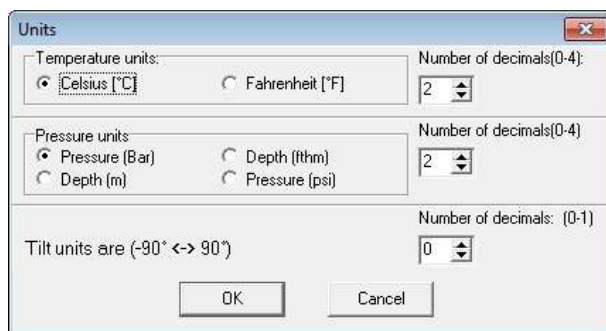 Units
Temperature units:
Number of decimals(0-4):
Celsius [°C]
Fahrenheit [°F]
2
Pressure units
Number of decimals(0-4)
Pressure (Bar)
Depth (fthm)
2
Depth (m)
Pressure (psi)
Number of decimals: (0-1)
Tilt units are (-90° <-> 90°)
0
OK
Cancel